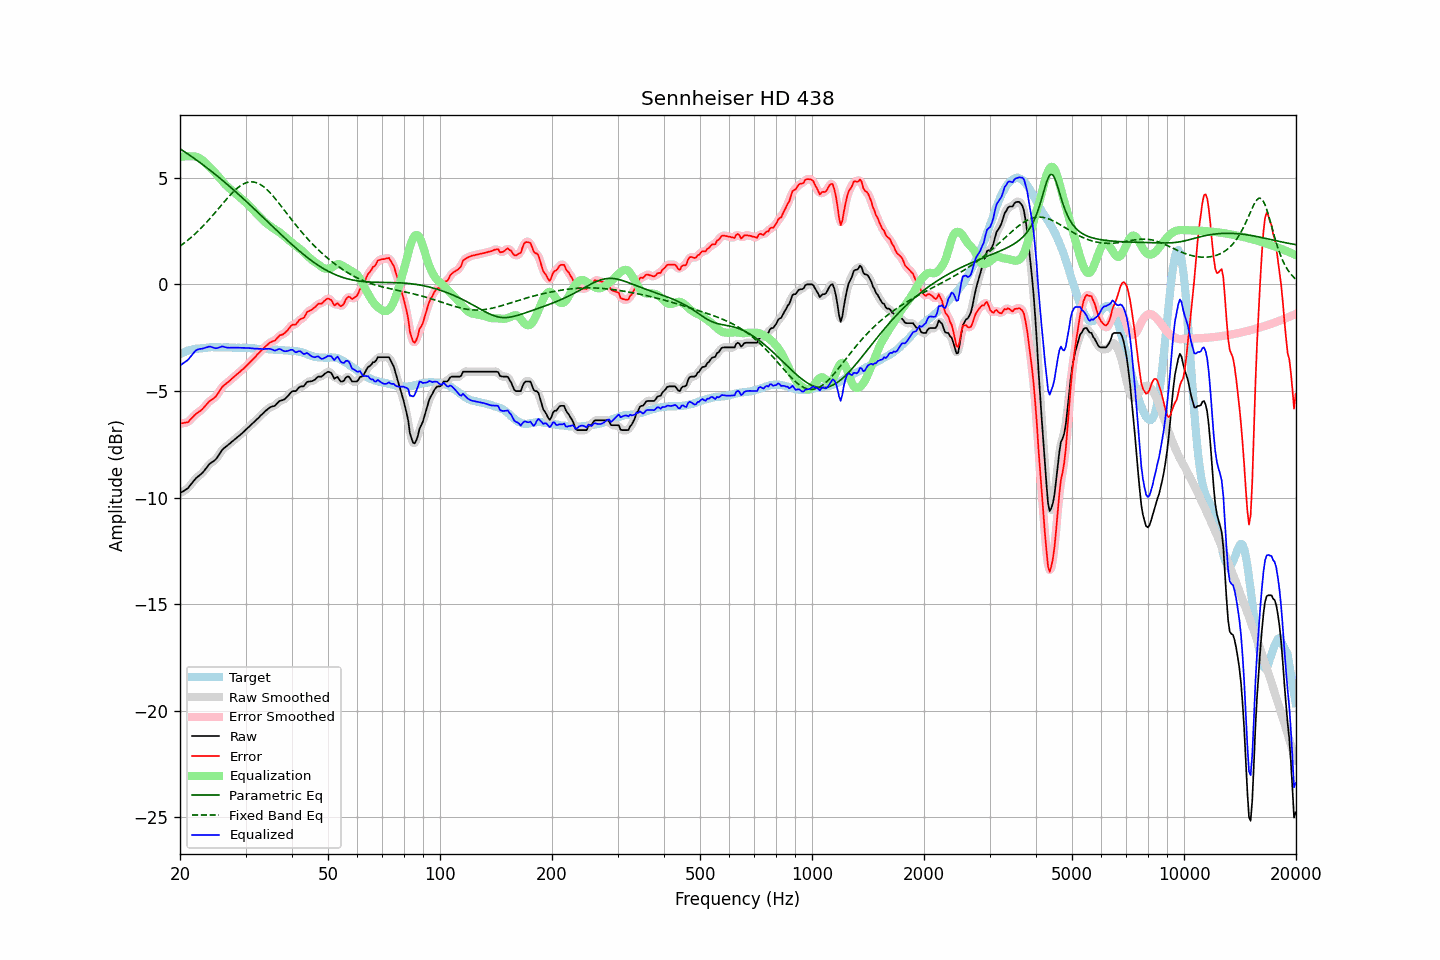 Sennheiser HD 438
Amplitude (dBr)
5
0
−5
−10
−15
−20
−25
Target
Raw Smoothed
Error Smoothed
Raw
Error
Equalization
Parametric Eq
Fixed Band Eq
Equalized
20 50 100 200 500 1000 2000 5000 10000 20000
Frequency (Hz)